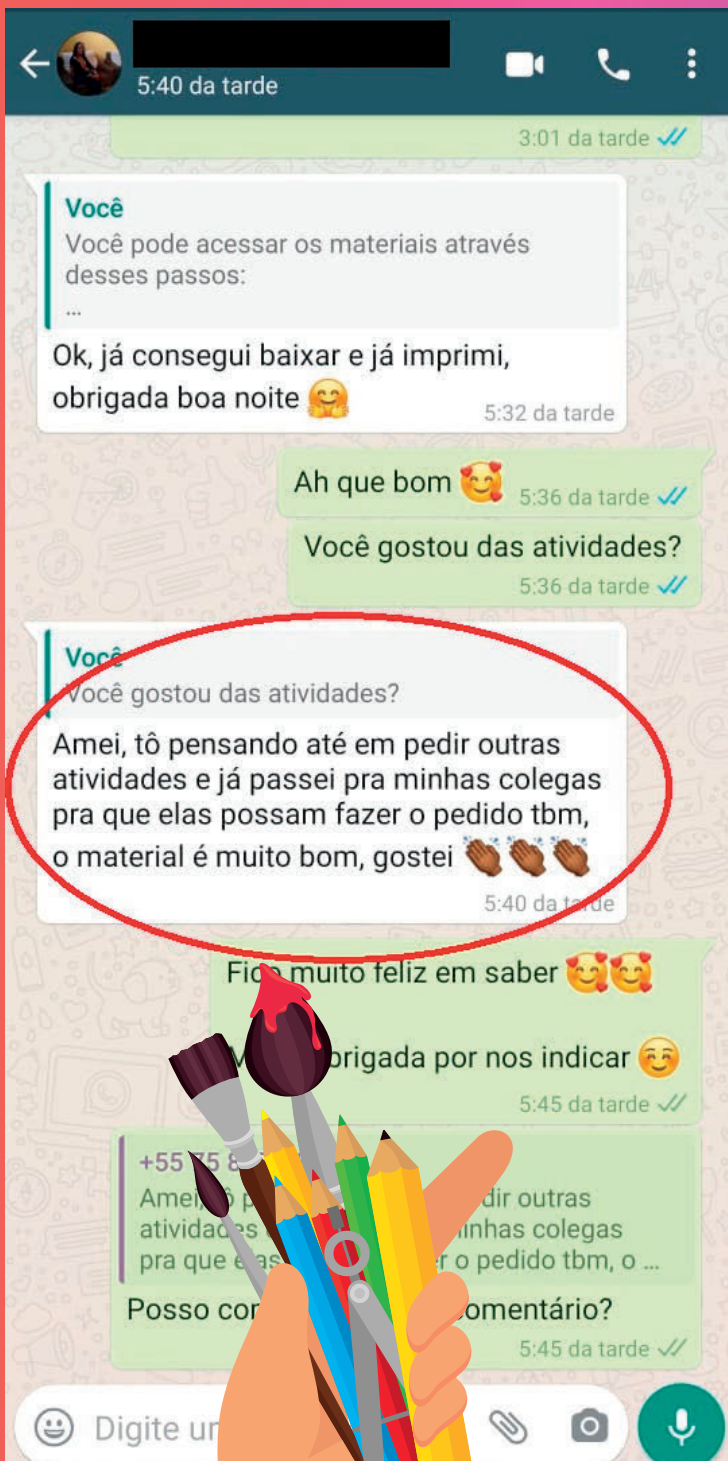 5:40 da tarde
3:01 da tarde
Você
Você pode acessar os materiais através
desses passos:
...
Ok, já consegui baixar e já imprimi,
obrigada boa noite 🤗
5:32 da tarde
Ah que bom 🥰
5:36 da tarde
Você gostou das atividades?
5:36 da tarde
Você
Você gostou das atividades?
Amei, tô pensando até em pedir outras
atividades e já passei pra minhas colegas
pra que elas possam fazer o pedido tbm,
o material é muito bom, gostei 👏🏾👏🏾👏🏾
5:40 da tarde
Fico muito feliz em saber 🥰🥰
por nos indicar ☺️
5:45 da tarde
+55 75 8
Amei, outras
atividades minhas colegas
pra que o pedido tbm, o ...
Posso
5:45 da tarde
Digite